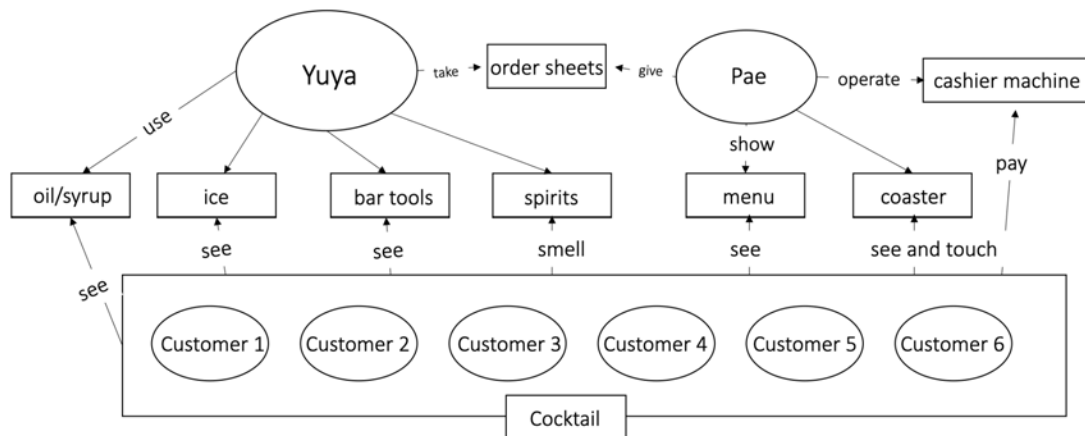 Yuya
take
order sheets
give
Pae
operate
cashier machine
use
show
pay
oil/syrup
ice
bar tools
spirits
menu
coaster
see
see
see
smell
see
see and touch
Customer 1
Customer 2
Customer 3
Customer 4
Customer 5
Customer 6
Cocktail